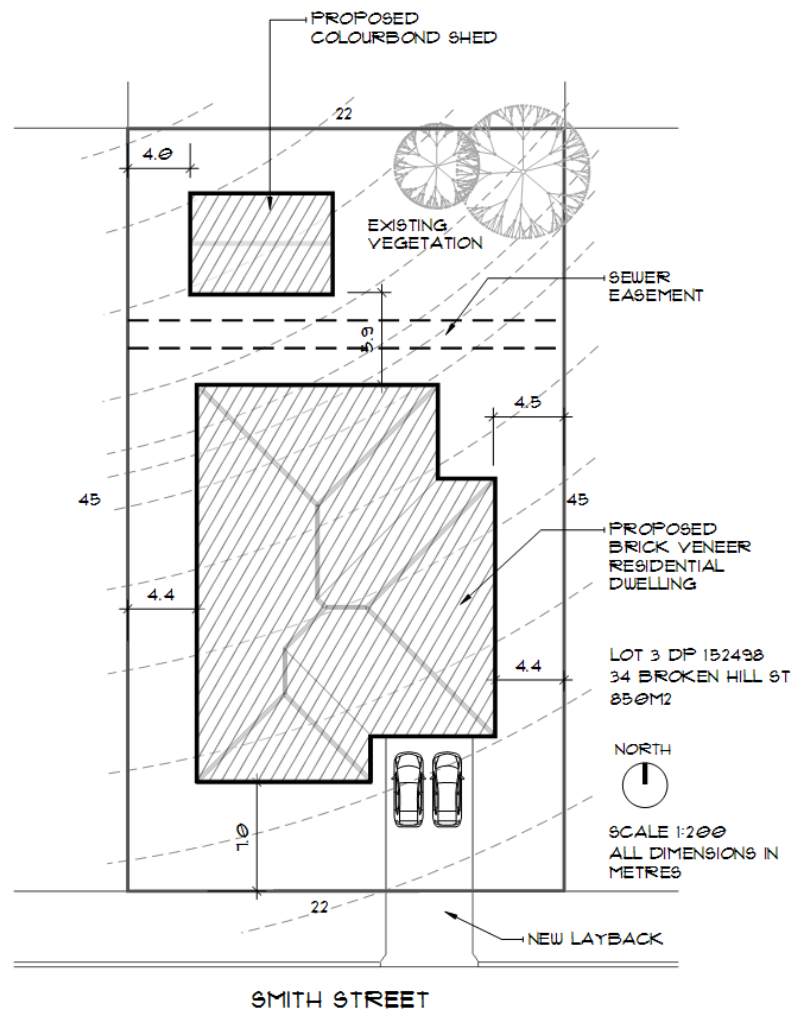 PROPOSED
COLOURBOND SHED
22
4.0
EXISTING
VEGETATION
SEWER
EASEMENT
5.9
4.5
45
45
PROPOSED
BRICK VENEER
RESIDENTIAL
DWELLING
4.4
4.4
LOT 3 DP 152498
34 BROKEN HILL ST
850M2
NORTH
7.0
SCALE 1:200
ALL DIMENSIONS IN
METRES
22
NEW LAYBACK
SMITH STREET